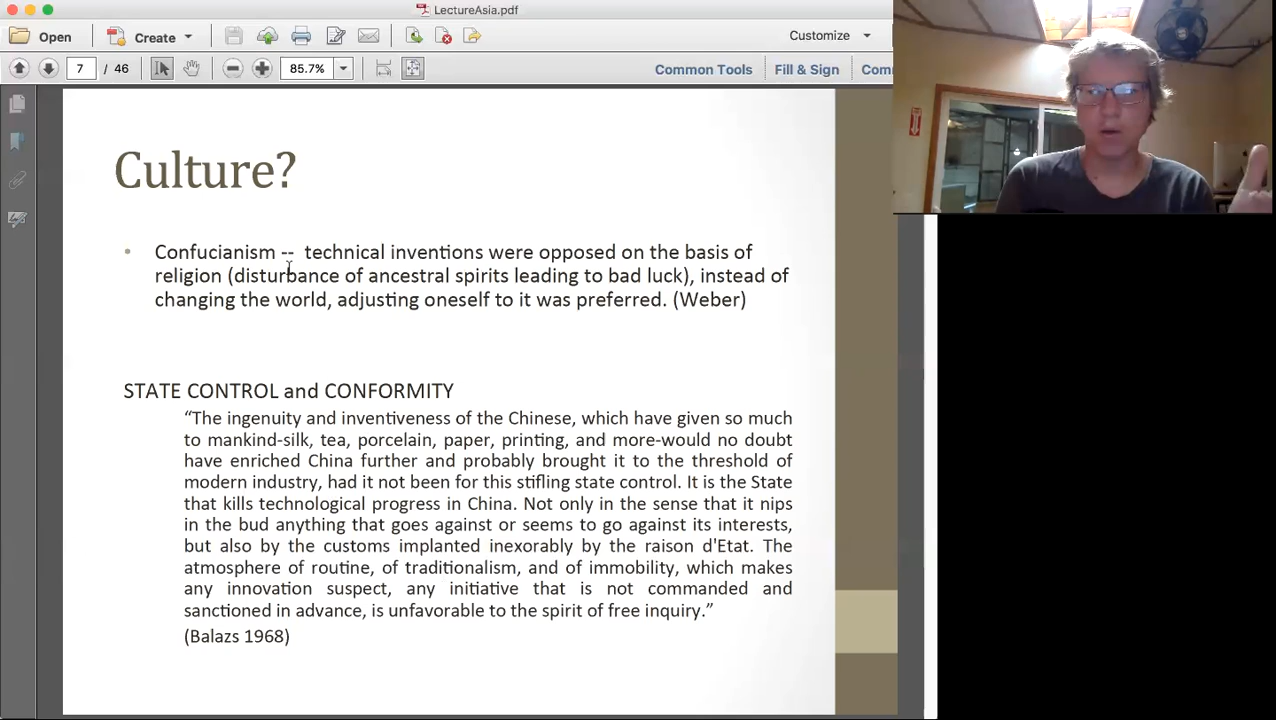 LectureAsia.pdf
Open
Create
7 / 46
85.7%
Customize
Common Tools
Fill & Sign
Com
Culture?
• Confucianism -- technical inventions were opposed on the basis of
religion (disturbance of ancestral spirits leading to bad luck), instead of
changing the world, adjusting oneself to it was preferred. (Weber)
STATE CONTROL and CONFORMITY
“The ingenuity and inventiveness of the Chinese, which have given so much
to mankind-silk, tea, porcelain, paper, printing, and more-would no doubt
have enriched China further and probably brought it to the threshold of
modern industry, had it not been for this stifling state control. It is the State
that kills technological progress in China. Not only in the sense that it nips
in the bud anything that goes against or seems to go against its interests,
but also by the customs implanted inexorably by the raison d'Etat. The
atmosphere of routine, of traditionalism, and of immobility, which makes
any innovation suspect, any initiative that is not commanded and
sanctioned in advance, is unfavorable to the spirit of free inquiry.”
(Balazs 1968)